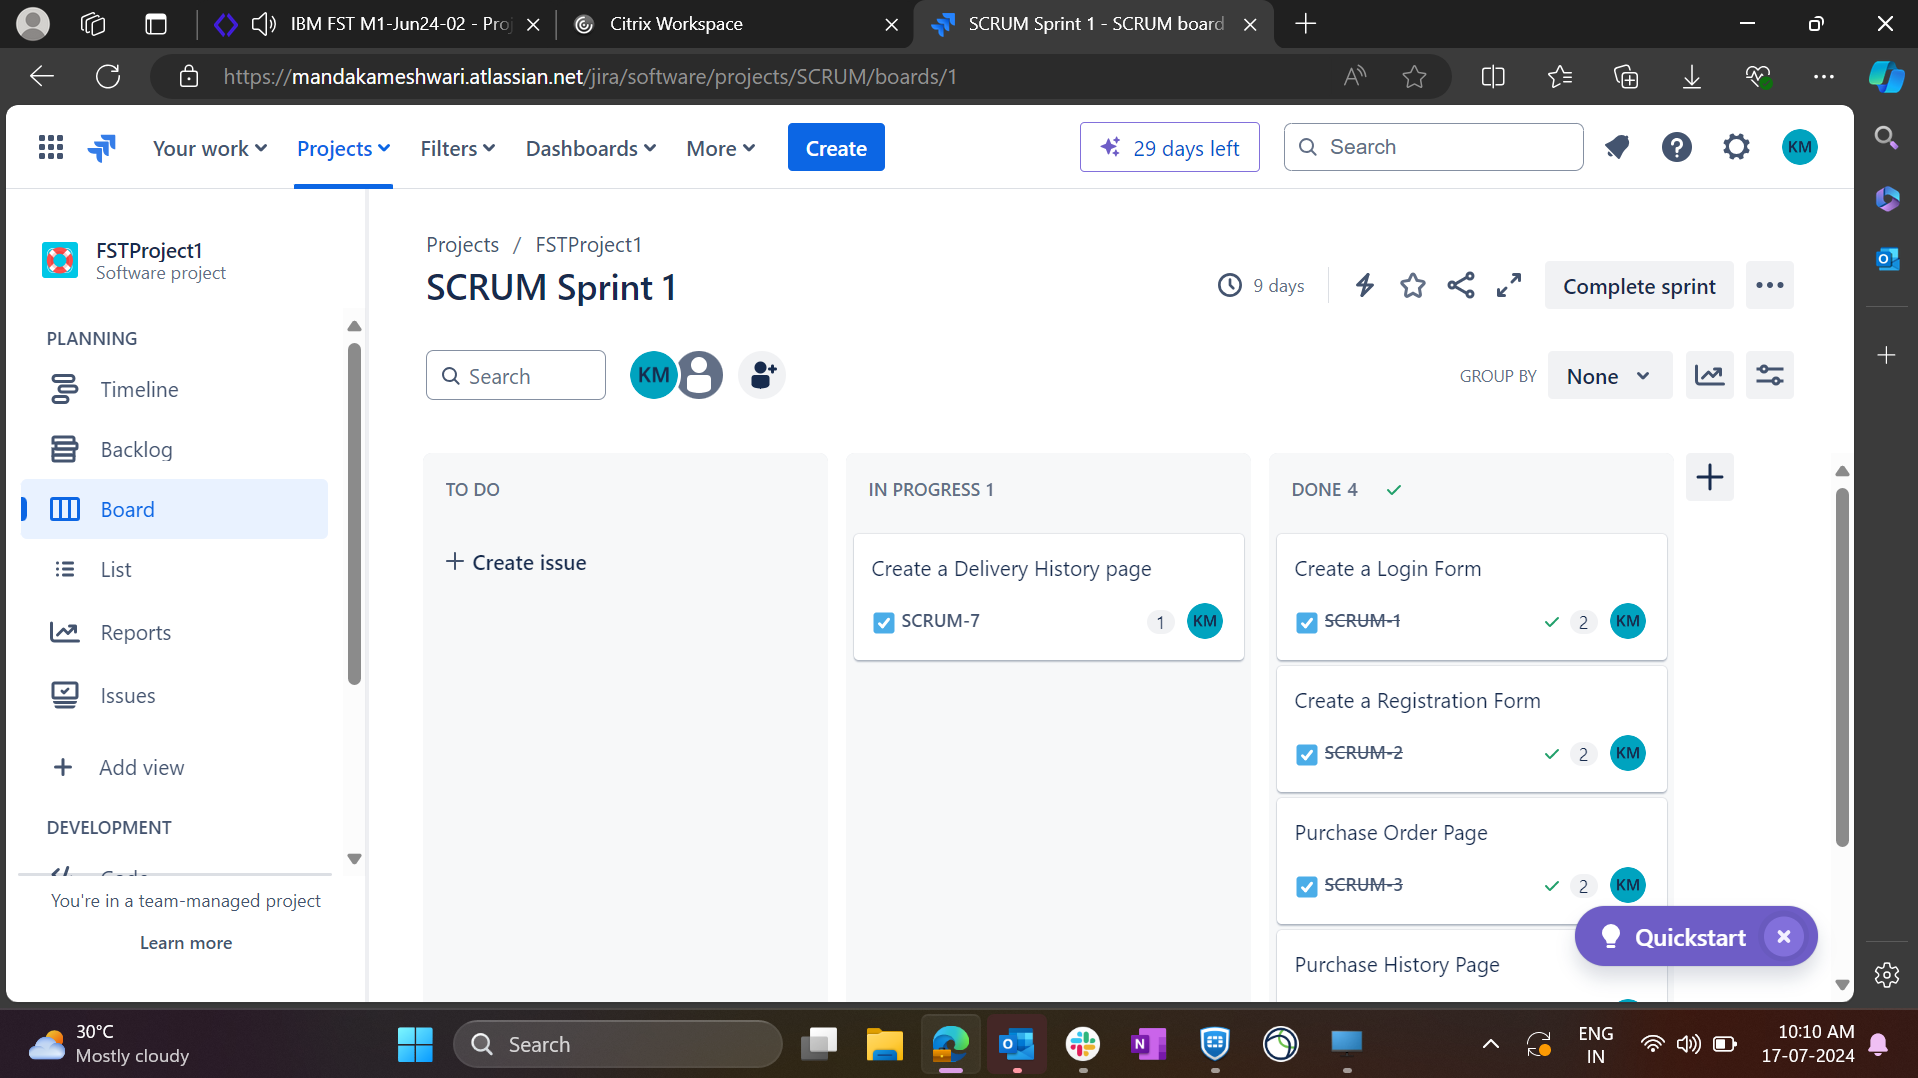 IBM FST M1-Jun24-02 - Proj
Citrix Workspace
SCRUM Sprint 1 - SCRUM board
https://mandakameshwari.atlassian.net/jira/software/projects/SCRUM/boards/1
Your work
Projects
Filters
Dashboards
More
Create
29 days left
Search
KM
FSTProject1
Software project
PLANNING
Timeline
Backlog
Board
List
Reports
Issues
Add view
DEVELOPMENT
Code
You're in a team-managed project
Learn more
Projects / FSTProject1
SCRUM Sprint 1
9 days
Complete sprint
Search
KM
GROUP BY
None
TO DO
Create issue
IN PROGRESS 1
Create a Delivery History page
SCRUM-7
1
KM
DONE 4
Create a Login Form
SCRUM-1
2
KM
Create a Registration Form
SCRUM-2
2
KM
Purchase Order Page
SCRUM-3
2
KM
Purchase History Page
Quickstart
30°C
Mostly cloudy
Search
ENG
IN
10:10 AM
17-07-2024